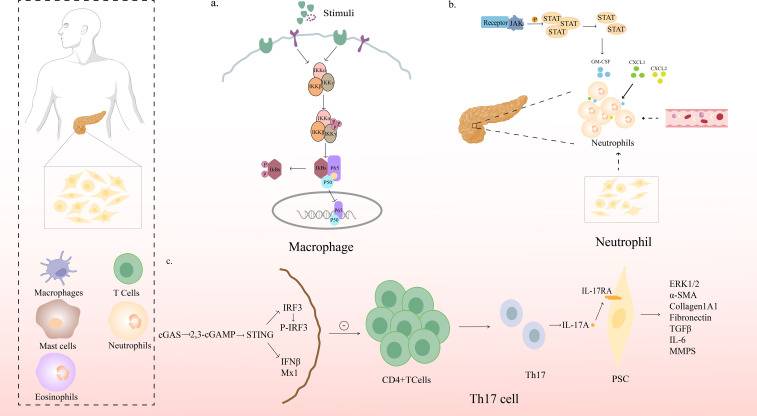 a.
Stimuli
IKKα
IKKβ
IKKγ
IKKα
IKKβ
IKKγ
P
P
P
P
IkBs
IkBs
P65
P50
P65
P50
Macrophage
b.
Receptor
JAK
P
STAT
STAT
STAT
STAT
STAT
GM-CSF
CXCL1
CXCL2
Neutrophils
Neutrophil
Macrophages
T Cells
Mast cells
Neutrophils
Eosinophils
c.
cGAS→2,3-cGAMP→STING
IRF3
P-IRF3
IFNβ
Mx1
CD4+TCells
Th17
IL-17A
IL-17RA
PSC
ERK1/2
α-SMA
Collagen1A1
Fibronectin
TGFβ
IL-6
MMPS
Th17 cell